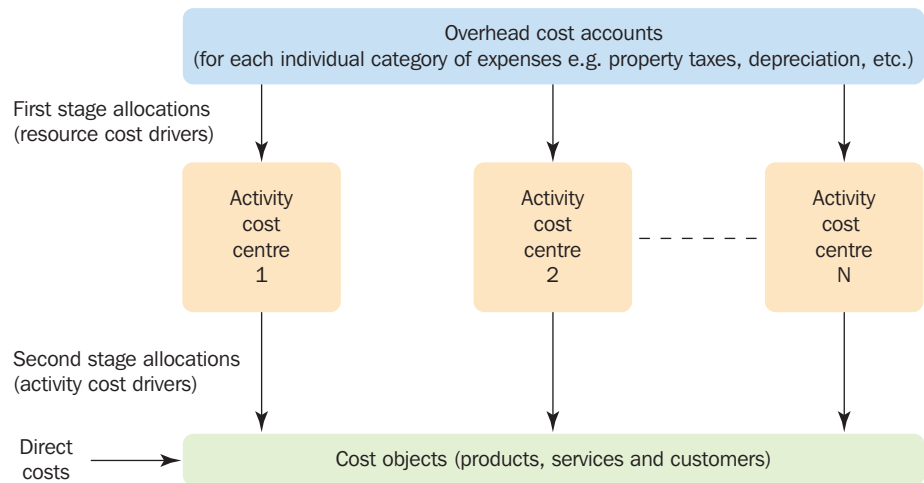 Overhead cost accounts
(for each individual category of expenses e.g. property taxes, depreciation, etc.)
First stage allocations
(resource cost drivers)
Activity
cost
centre
1
Activity
cost
centre
2
Activity
cost
centre
N
Second stage allocations
(activity cost drivers)
Direct
costs
Cost objects (products, services and customers)